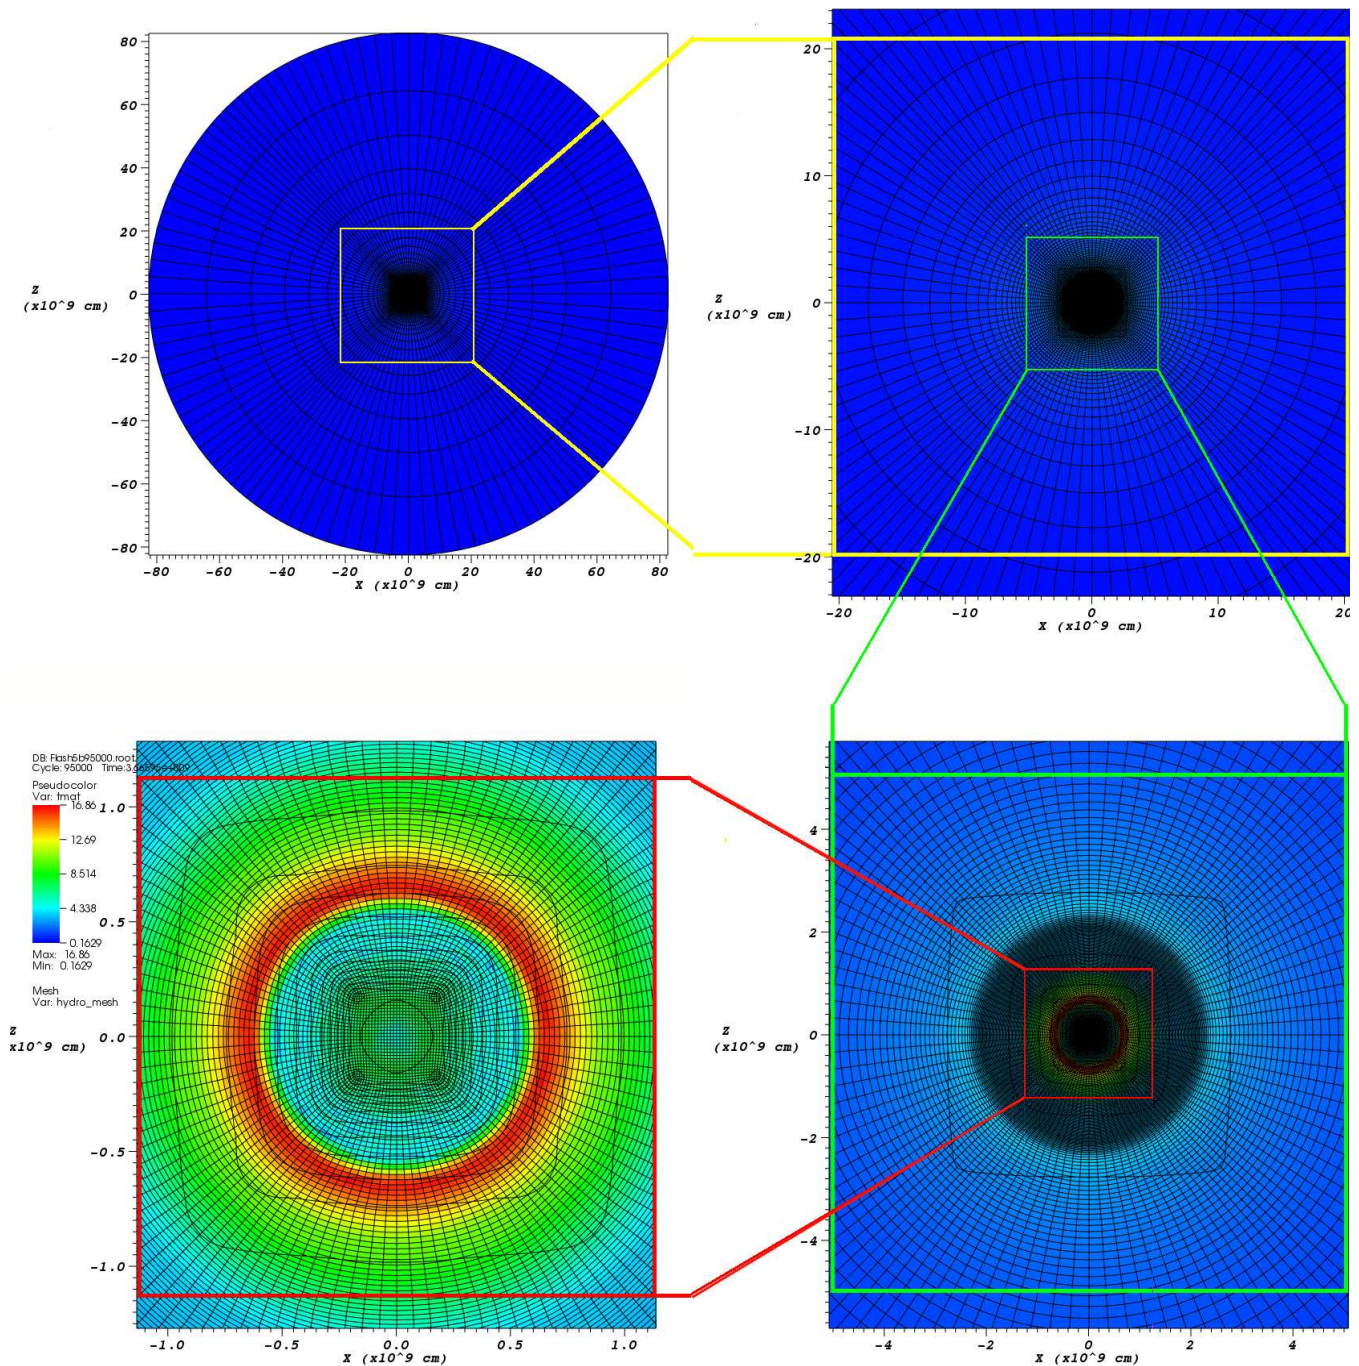 80
60
40
20
0
-20
-40
-60
-80
Z
(x10^9 cm)
-80 -60 -40 -20 0 20 40 60 80
X (x10^9 cm)
20
10
0
-10
-20
Z
(x10^9 cm)
-20 -10 0 10 20
X (x10^9 cm)
DB: Flash5b95000.root
Cycle: 95000 Time:
Pseudocolor
Var: tmat
16.86
12.69
8.514
4.338
0.1629
Max: 16.86
Min: 0.1629
Mesh
Var: hydro_mesh
1.0
0.5
0.0
-0.5
-1.0
Z
x10^9 cm)
-1.0 -0.5 0.0 0.5 1.0
X (x10^9 cm)
4
2
0
-2
-4
Z
(x10^9 cm)
-4 -2 0 2 4
X (x10^9 cm)